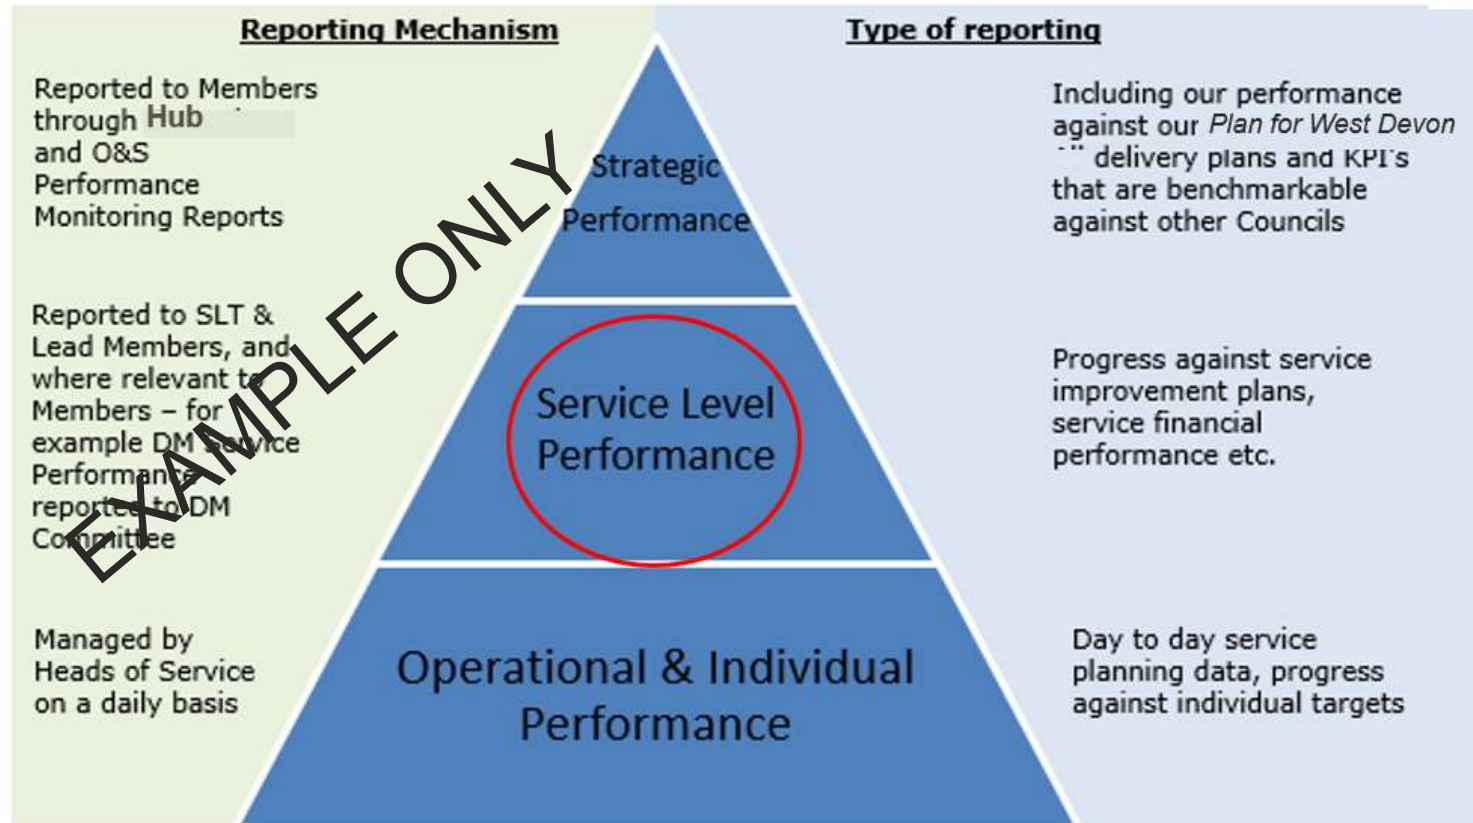 Reporting Mechanism
Type of reporting
Reported to Members
through Hub
and O&S
Performance
Monitoring Reports
Strategic
Performance
Including our performance
against our Plan for West Devon
delivery plans and KPI's
that are benchmarkable
against other Councils
Reported to SLT &
Lead Members, and
where relevant to
Members – for
example DM Service
Performance
reported to DM
Committee
Service Level
Performance
Progress against service
improvement plans,
service financial
performance etc.
Managed by
Heads of Service
on a daily basis
Operational & Individual
Performance
Day to day service
planning data, progress
against individual targets
EXAMPLE ONLY